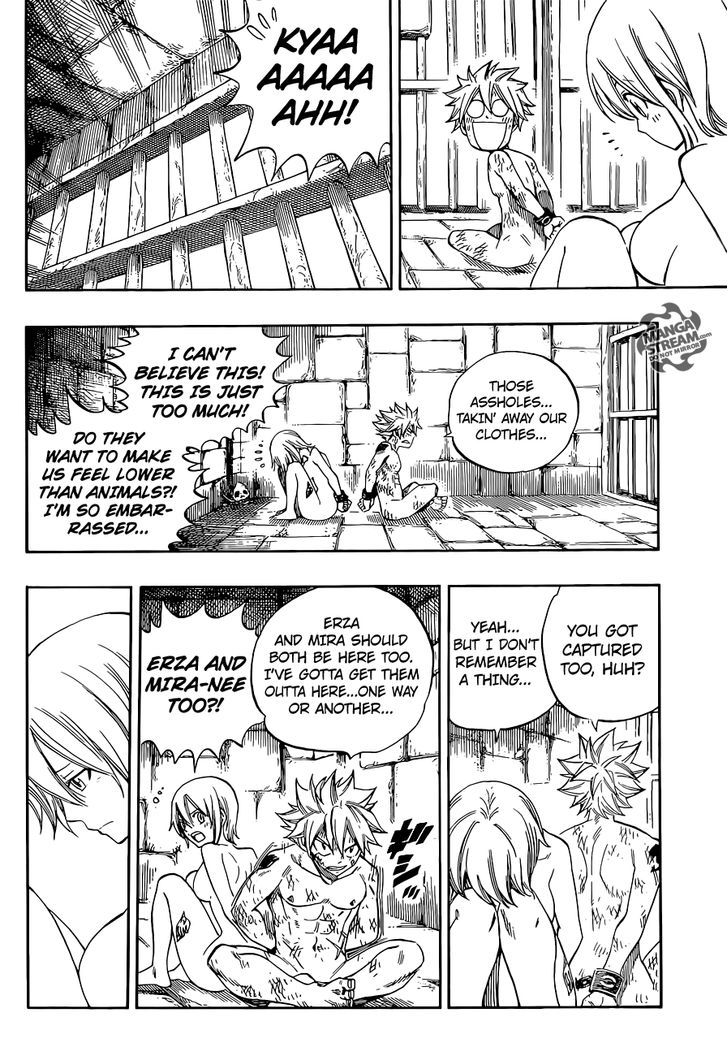 KYAA
AAAAA
AHH!
MANGA
STREAM.com
DO NOT MIRROR
THOSE
ASSHOLES...
TAKIN' AWAY OUR
CLOTHES...
I CAN'T
BELIEVE THIS!
THIS IS JUST
TOO MUCH!
DO THEY
WANT TO MAKE
US FEEL LOWER
THAN ANIMALS?!
I'M SO EMBAR-
RASSED...
YOU GOT
CAPTURED
TOO, HUH?
YEAH...
BUT I DON'T
REMEMBER
A THING...
ERZA
AND MIRA SHOULD
BOTH BE HERE TOO.
I'VE GOTTA GET THEM
OUTTA HERE...ONE WAY
OR ANOTHER...
ERZA AND
MIRA-NEE
TOO?!